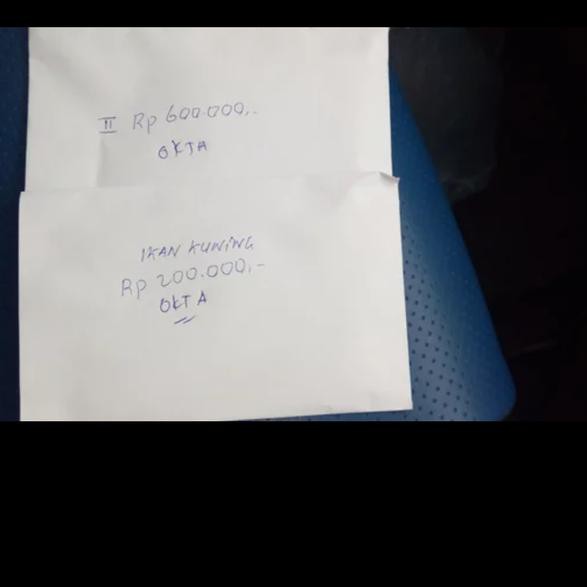 II Rp 600.000,-
OKTA
IKAN KUNING
Rp 200.000,-
OKTA